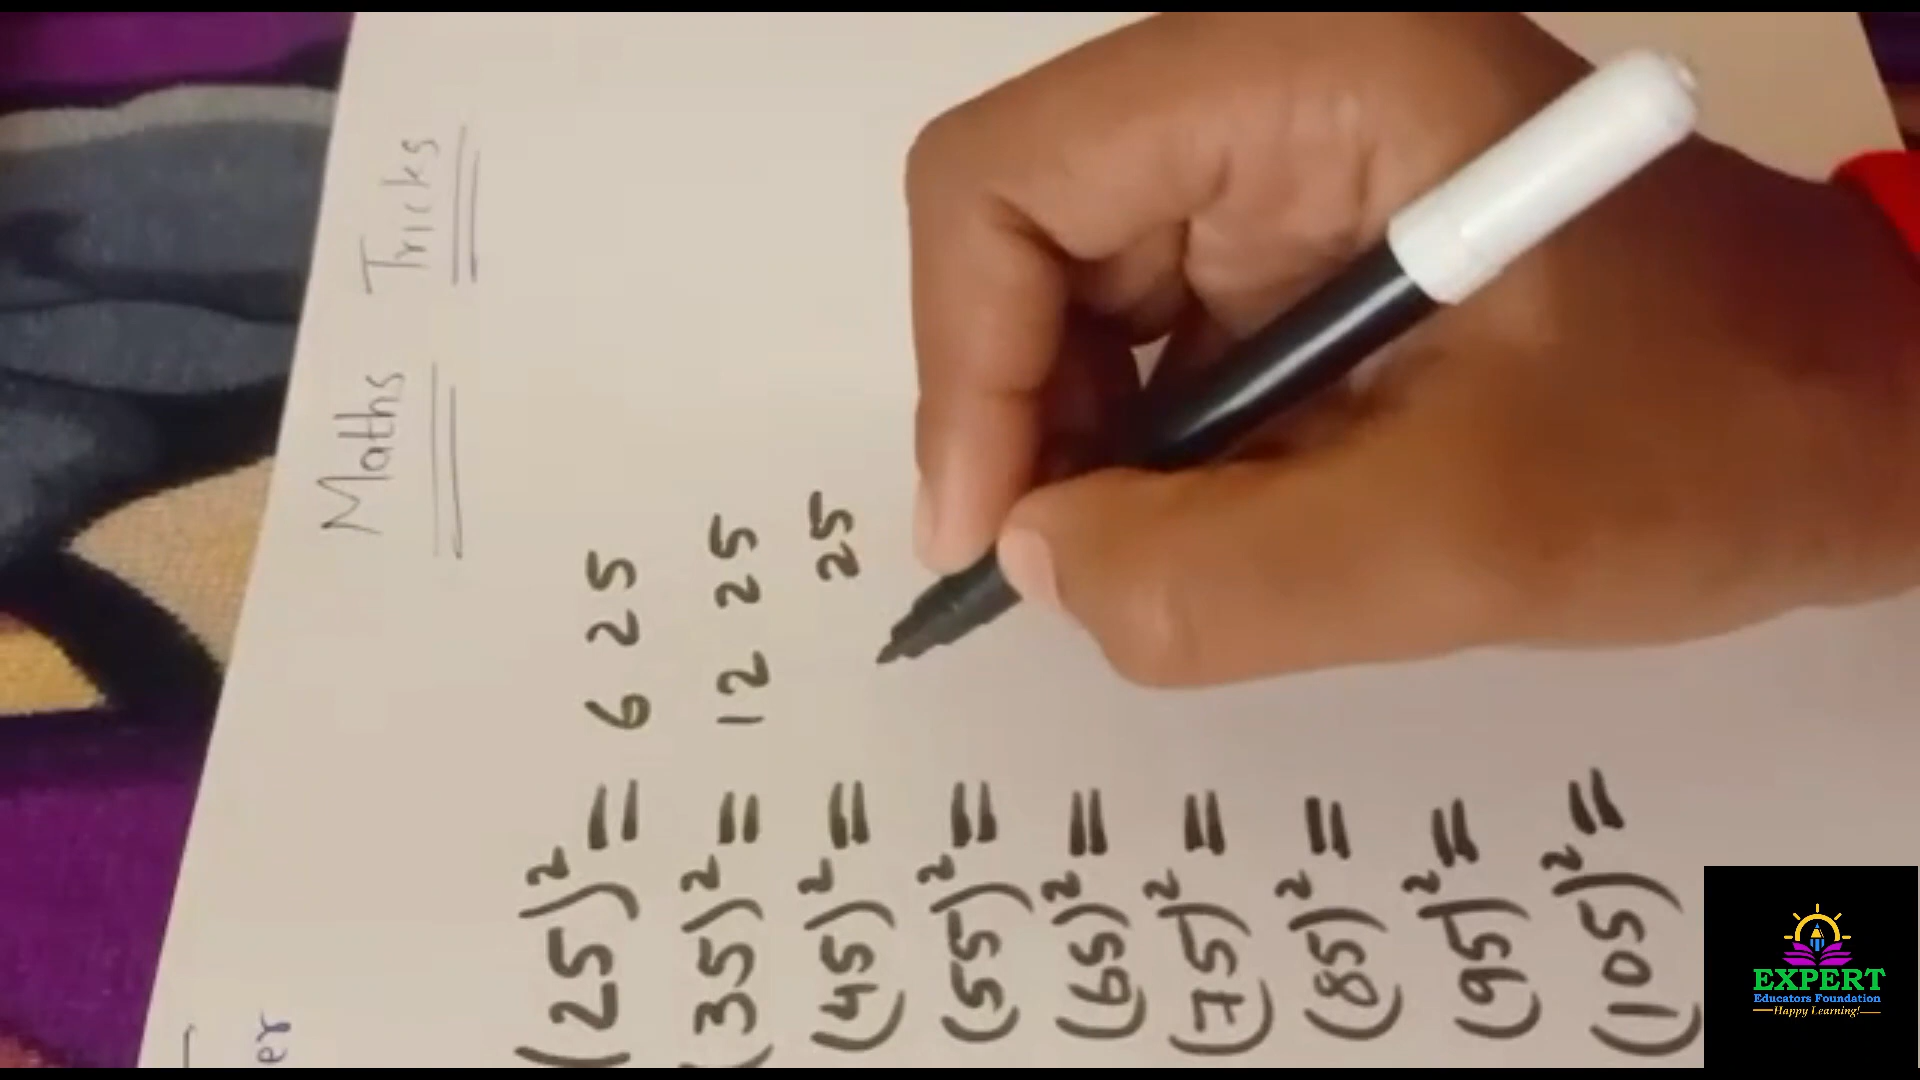 Maths Tricks
(25)² = 6 25
(35)² = 12 25
(45)² = 25
(55)² =
(65)² =
(75)² =
(85)² =
(95)² =
(105)² =
EXPERT
Educators Foundation
Happy Learning!